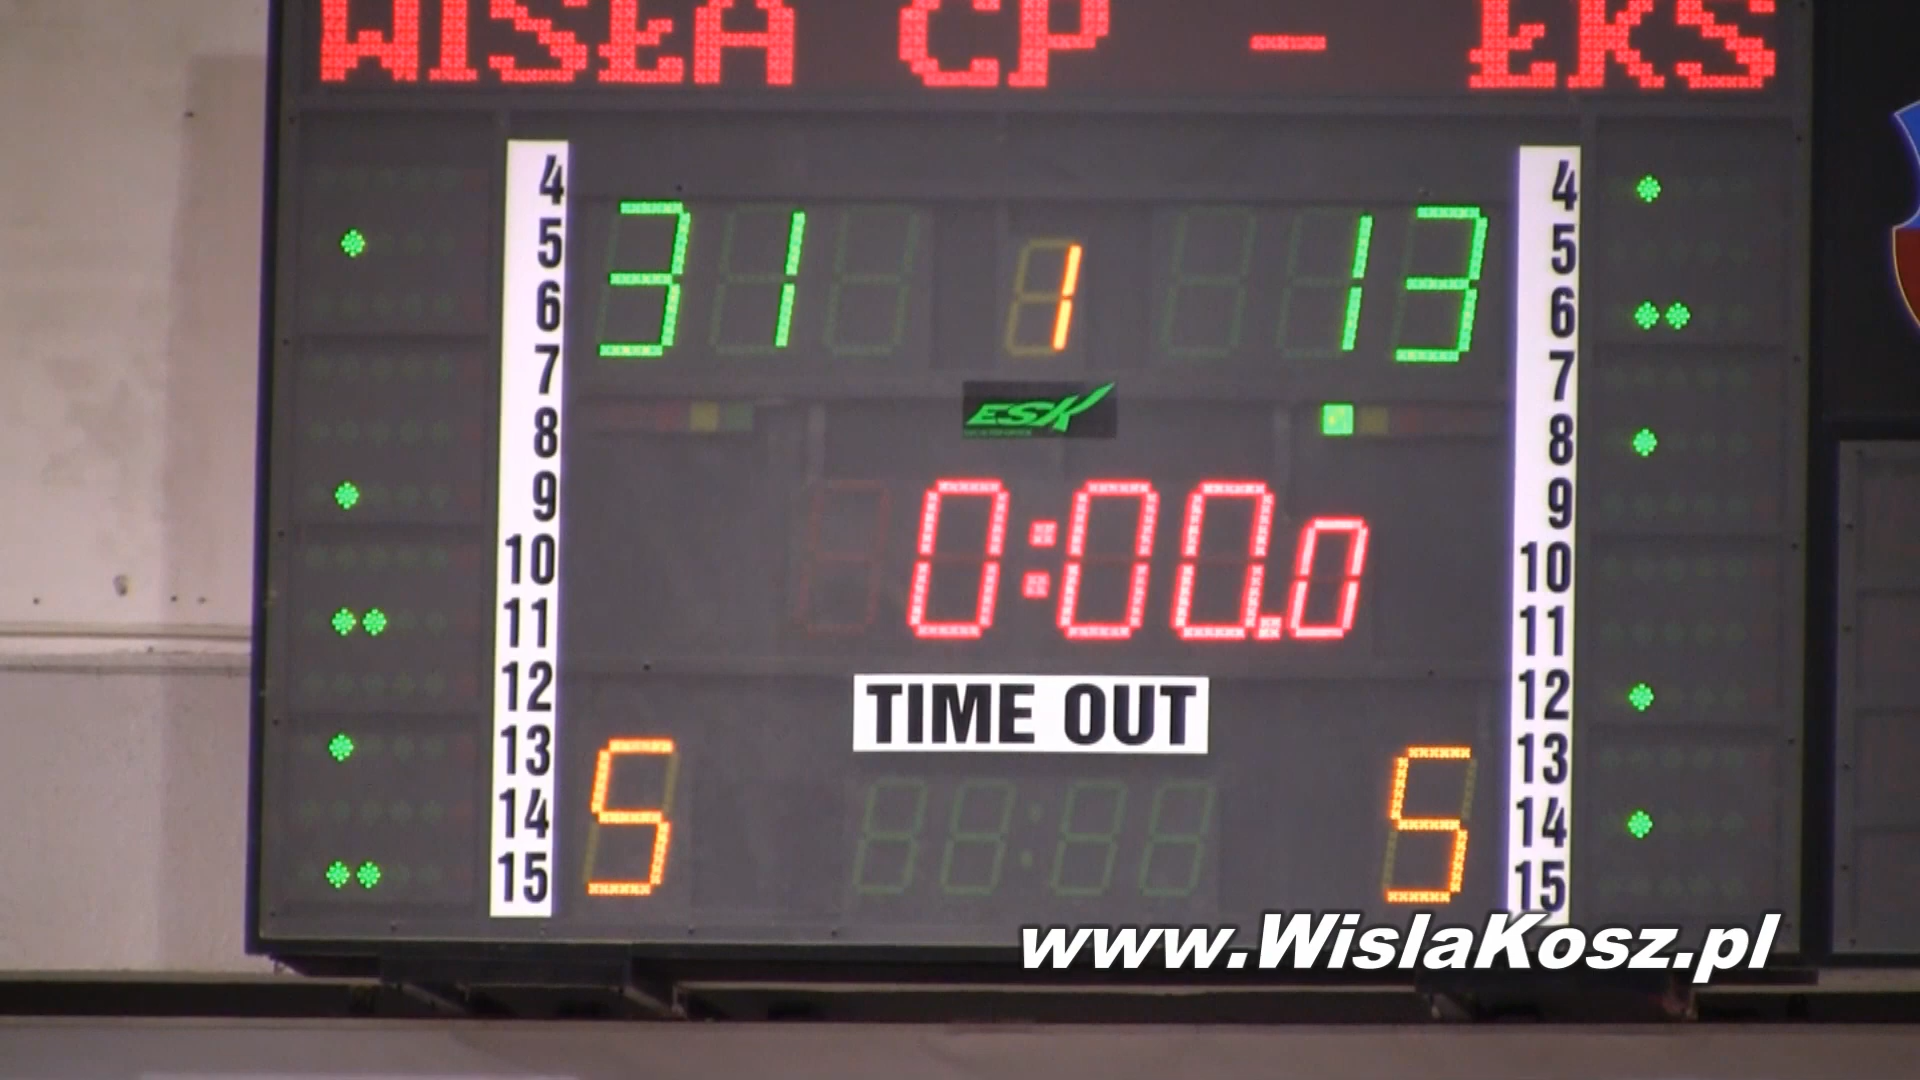 WISŁA CP - ŁKS
4 31 1 13 4
5 5
6 6
7 7
8 ESK 8
9 9
10 0:00.0 10
11 11
12 TIME OUT 12
13 5 5 13
14 14
15 15
www.WislaKosz.pl